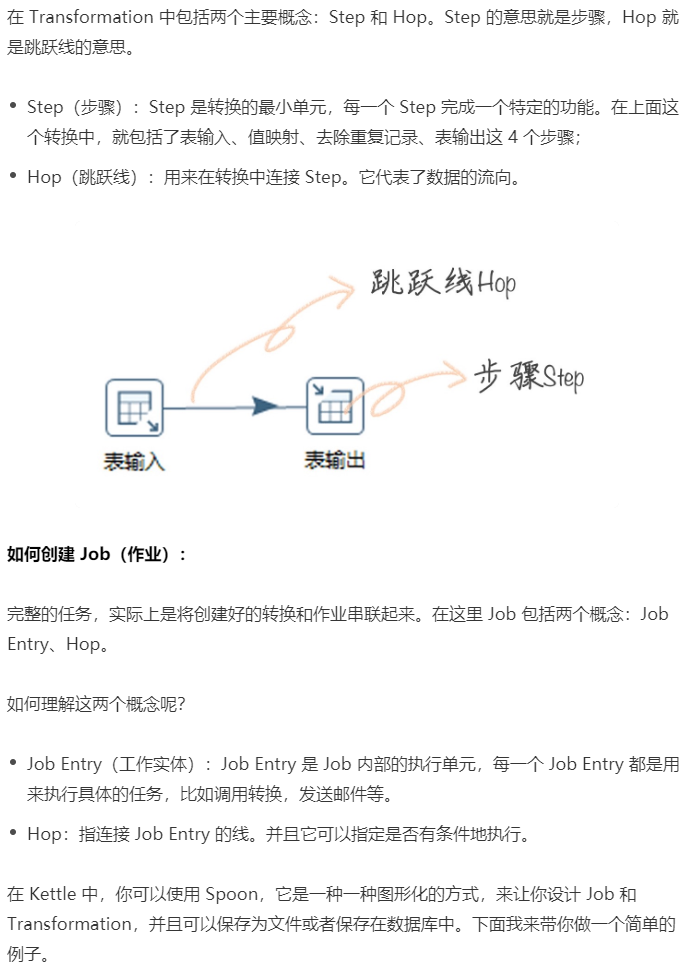 在 Transformation 中包括两个主要概念：Step 和 Hop。Step 的意思就是步骤，Hop 就
是跳跃线的意思。
• Step（步骤）：Step 是转换的最小单元，每一个 Step 完成一个特定的功能。在上面这
个转换中，就包括了表输入、值映射、去除重复记录、表输出这 4 个步骤；
• Hop（跳跃线）：用来在转换中连接 Step。它代表了数据的流向。
跳跃线Hop
步骤Step
表输入
表输出
如何创建 Job（作业）：
完整的任务，实际上是将创建好的转换和作业串联起来。在这里 Job 包括两个概念：Job
Entry、Hop。
如何理解这两个概念呢？
• Job Entry（工作实体）：Job Entry 是 Job 内部的执行单元，每一个 Job Entry 都是用
来执行具体的任务，比如调用转换，发送邮件等。
• Hop：指连接 Job Entry 的线。并且它可以指定是否有条件地执行。
在 Kettle 中，你可以使用 Spoon，它是一种一种图形化的方式，来让你设计 Job 和
Transformation，并且可以保存为文件或者保存在数据库中。下面我来带你做一个简单的
例子。